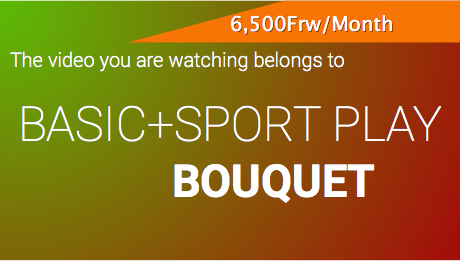 6,500Frw/Month
The video you are watching belongs to
BASIC+SPORT PLAY
BOUQUET